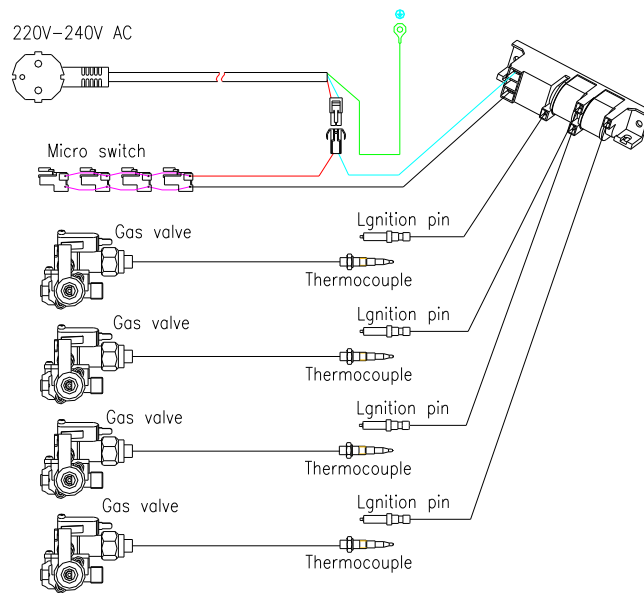 220V-240V AC
Micro switch
Gas valve
Lgnition pin
Thermocouple
Gas valve
Lgnition pin
Thermocouple
Gas valve
Lgnition pin
Thermocouple
Gas valve
Lgnition pin
Thermocouple